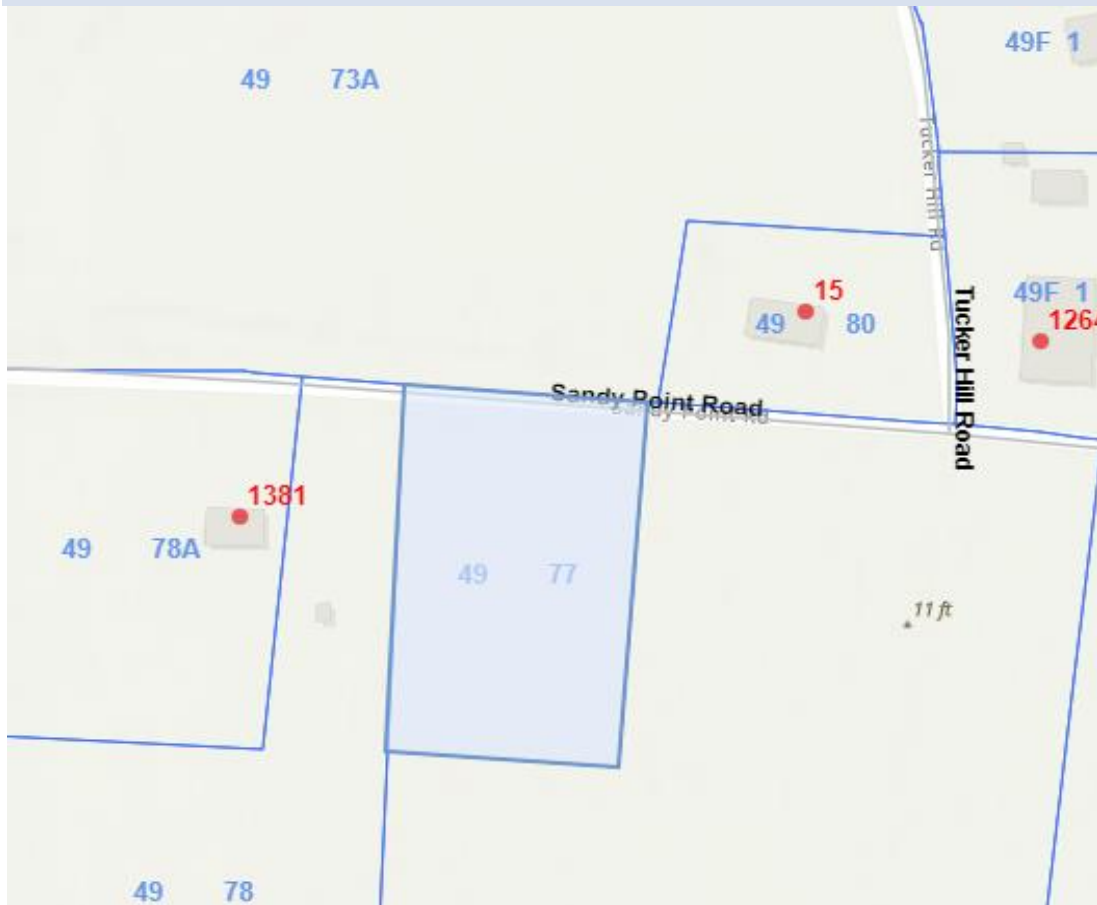 49F 1
49 73A
Tucker Hill Rd
15
49F 1
49 80
1264
Tucker Hill Road
Sandy Point Road
Sandy Point Rd
1381
49 78A
49 77
11 ft
49 78